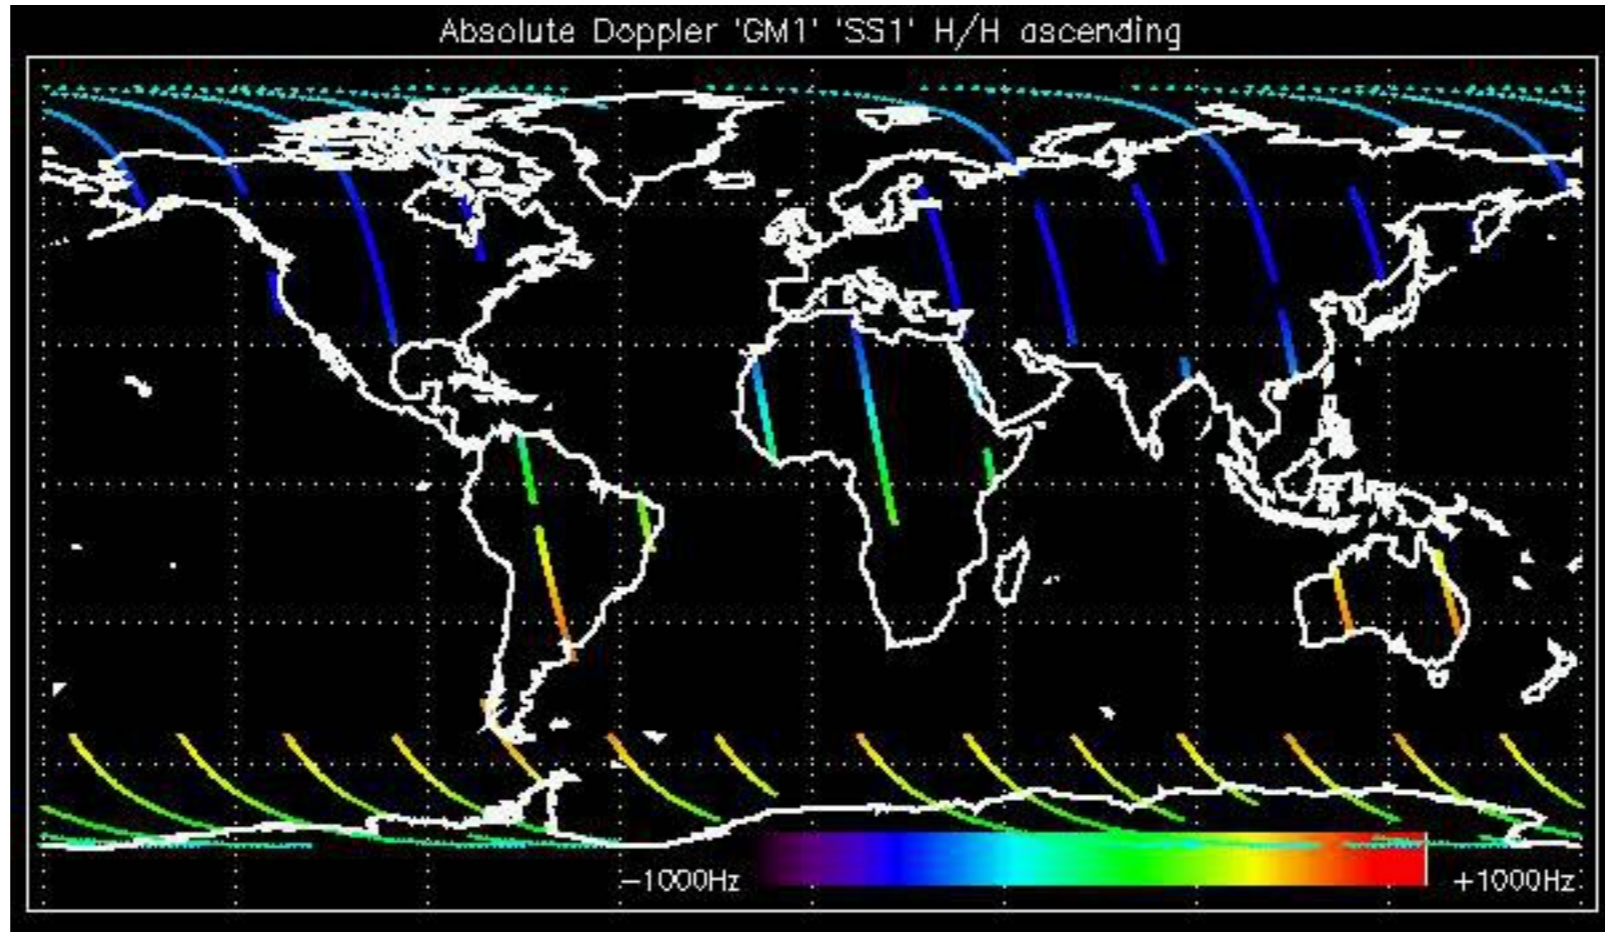 Absolute Doppler 'GM1' 'SS1' H/H ascending
−1000Hz
+1000Hz